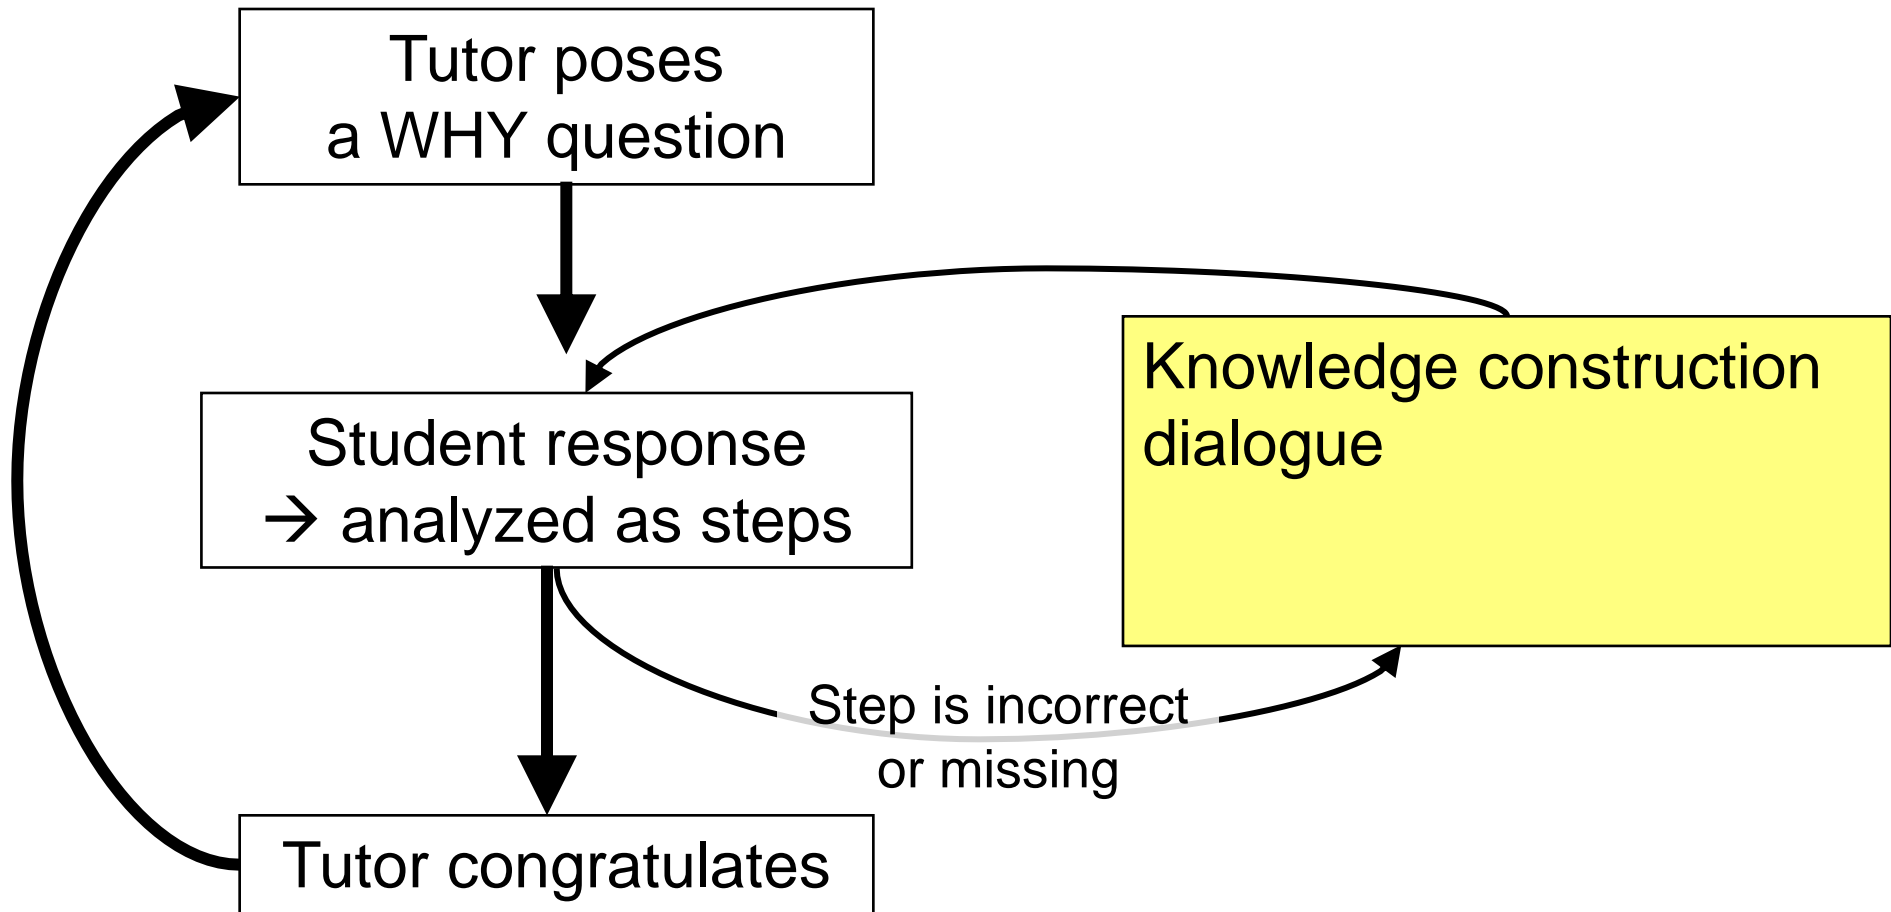 Tutor poses
a WHY question
Student response
→ analyzed as steps
Knowledge construction
dialogue
Step is incorrect
or missing
Tutor congratulates